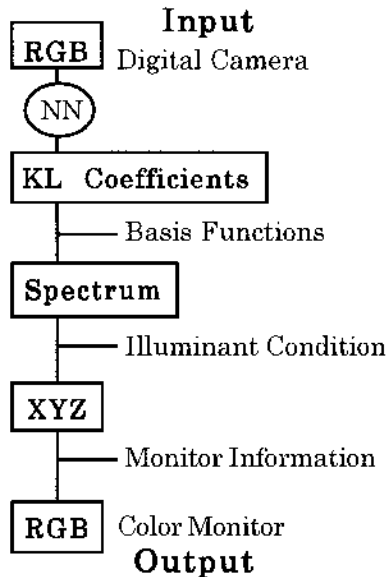 Input
RGB Digital Camera
NN
KL Coefficients
Basis Functions
Spectrum
Illuminant Condition
XYZ
Monitor Information
RGB Color Monitor
Output